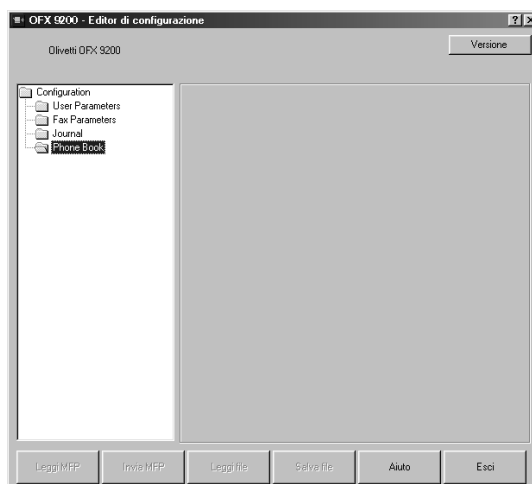 OFX 9200 - Editor di configurazione
Olivetti OFX 9200
Versione
Configuration
User Parameters
Fax Parameters
Journal
Phone Book
Leggi MFP
Invia MFP
Leggi file
Salva file
Aiuto
Esci